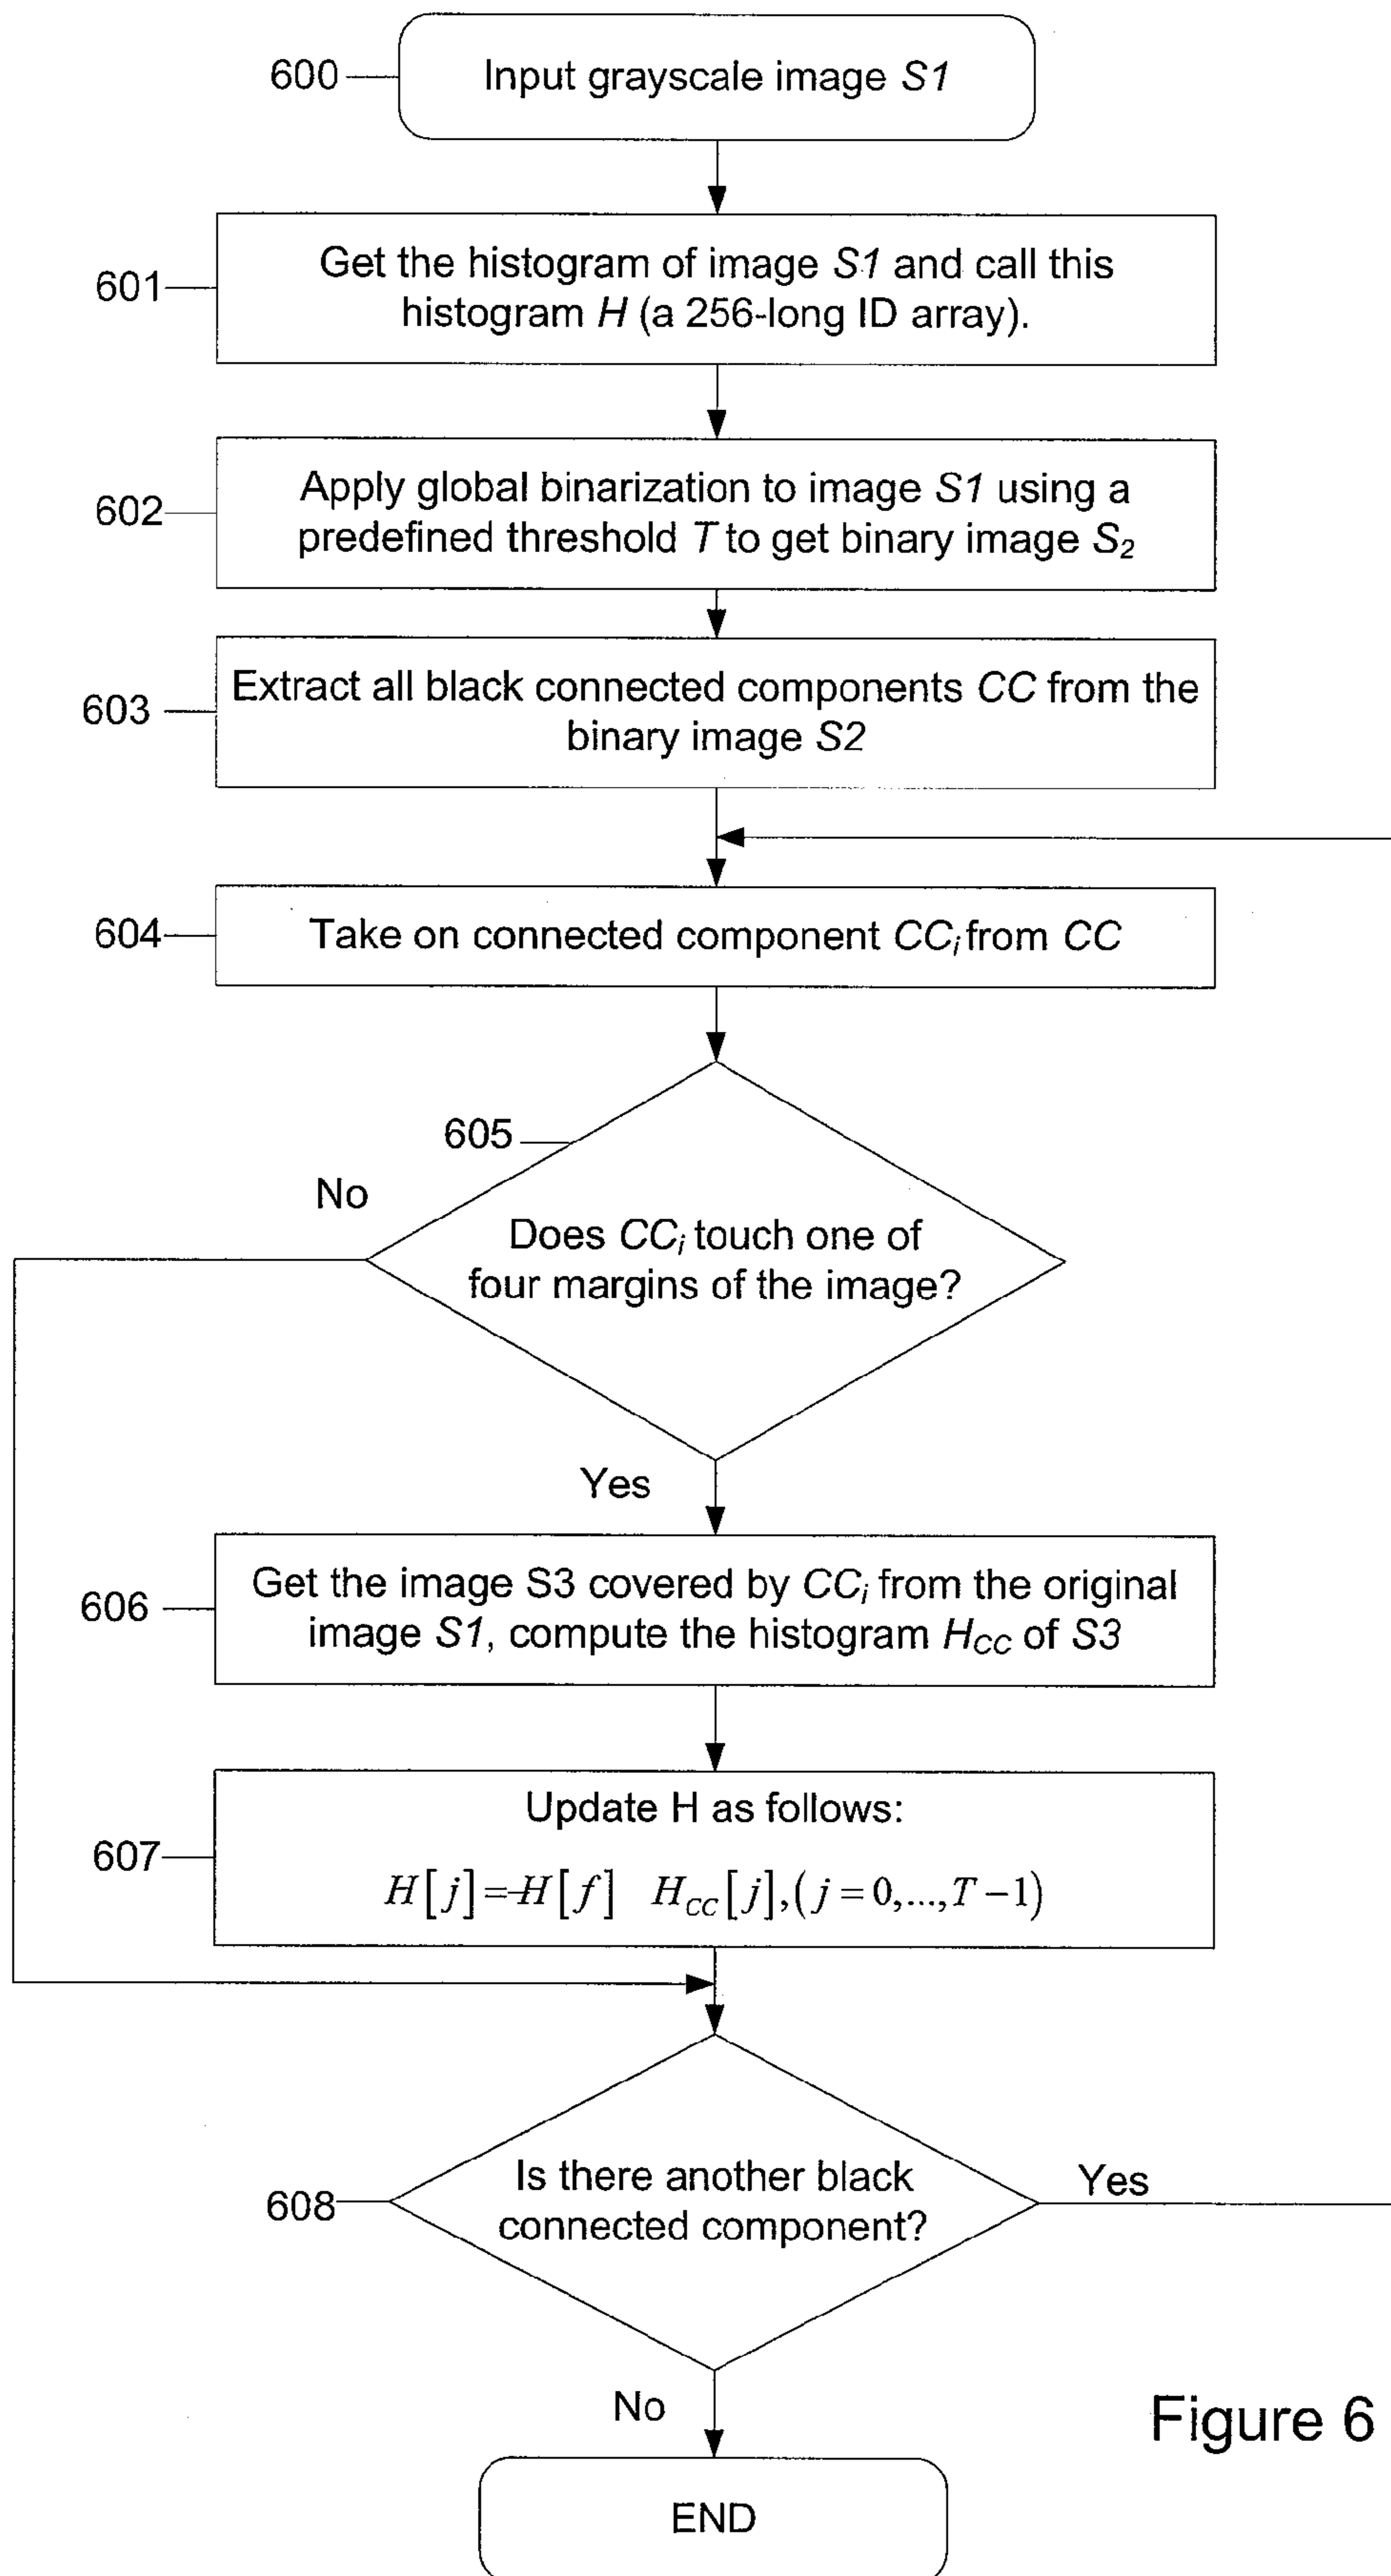 600
Input grayscale image S1
601
Get the histogram of image S1 and call this
histogram H (a 256-long ID array).
602
Apply global binarization to image S1 using a
predefined threshold T to get binary image S₂
603
Extract all black connected components CC from the
binary image S2
604
Take on connected component CCᵢ from CC
605
No
Does CCᵢ touch one of
four margins of the image?
Yes
606
Get the image S3 covered by CCᵢ from the original
image S1, compute the histogram H_CC of S3
607
Update H as follows:
H[j]=-H[f] H_CC[j],(j=0,...,T-1)
608
Is there another black
connected component?
Yes
No
Figure 6
END